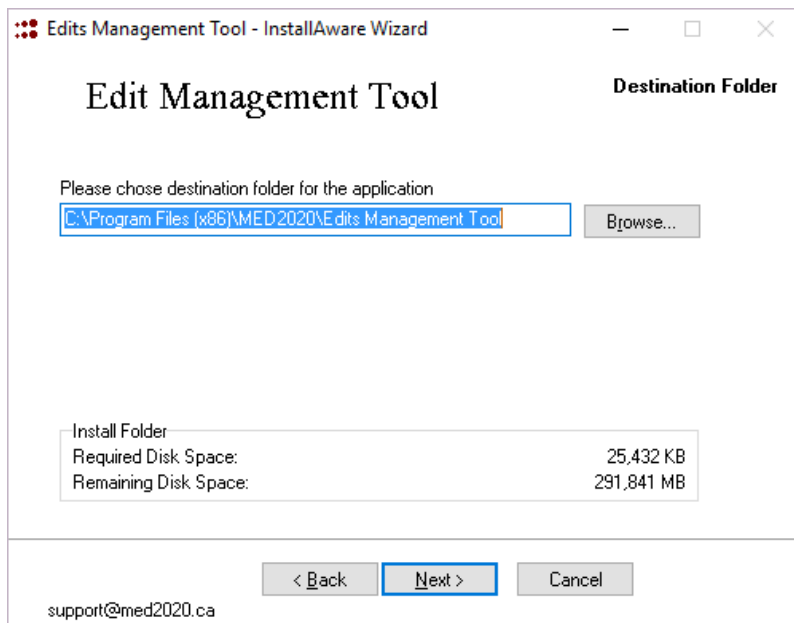 Edits Management Tool - InstallAware Wizard
Edit Management Tool
Destination Folder
Please chose destination folder for the application
C:\Program Files (x86)\MED2020\Edits Management Tool
Browse...
Install Folder
Required Disk Space: 25,432 KB
Remaining Disk Space: 291,841 MB
< Back Next > Cancel
support@med2020.ca